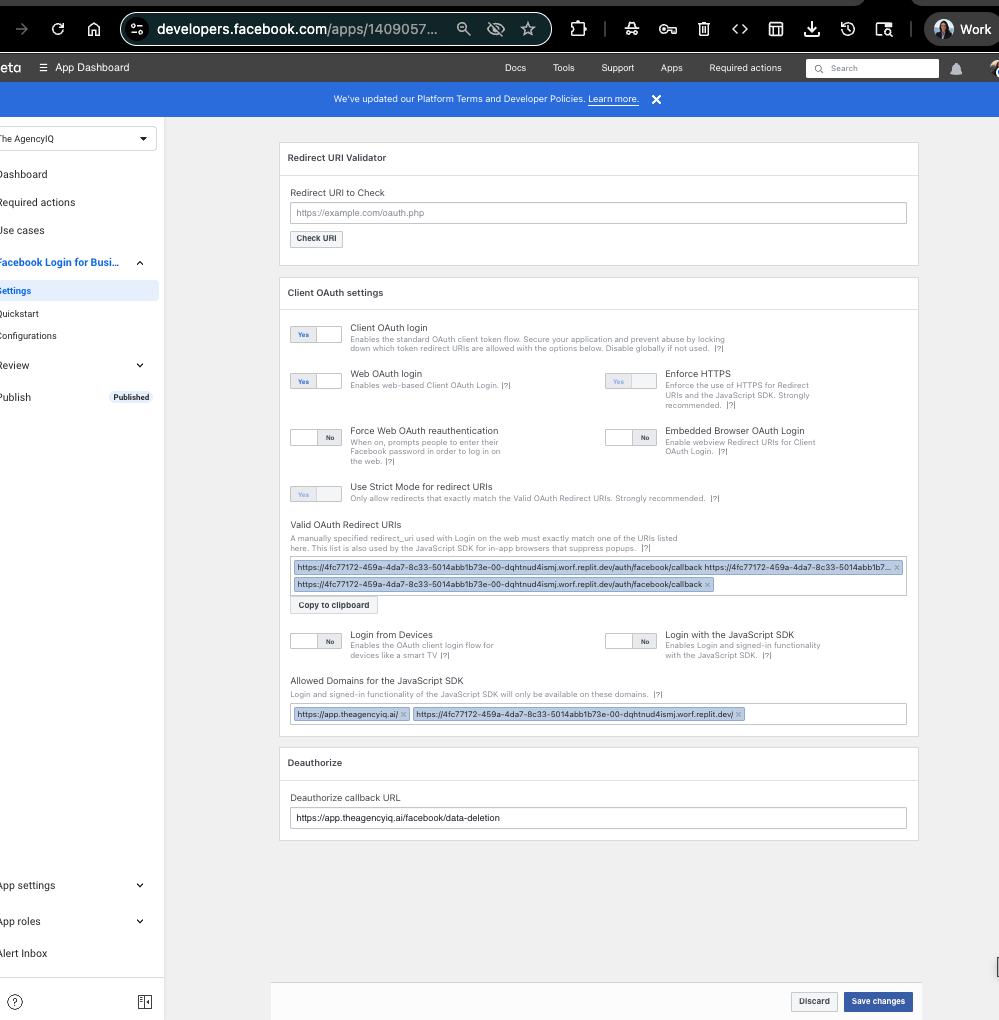 developers.facebook.com/apps/1409057...
Work
eta
☰ App Dashboard
Docs
Tools
Support
Apps
Required actions
Search
We've updated our Platform Terms and Developer Policies. Learn more.
The AgencyIQ
Dashboard
Required actions
Use cases
Facebook Login for Busi...
Settings
Quickstart
Configurations
Review
Publish
Published
App settings
App roles
Alert Inbox
Redirect URI Validator
Redirect URI to Check
https://example.com/oauth.php
Check URI
Client OAuth settings
Yes
Client OAuth login
Enables the standard OAuth client token flow. Secure your application and prevent abuse by locking
down which token redirect URIs are allowed with the options below. Disable globally if not used. [?]
Yes
Web OAuth login
Enables web-based Client OAuth Login. [?]
Yes
Enforce HTTPS
Enforce the use of HTTPS for Redirect
URIs and the JavaScript SDK. Strongly
recommended. [?]
No
Force Web OAuth reauthentication
When on, prompts people to enter their
Facebook password in order to log in on
the web. [?]
No
Embedded Browser OAuth Login
Enable webview Redirect URIs for Client
OAuth Login. [?]
Yes
Use Strict Mode for redirect URIs
Only allow redirects that exactly match the Valid OAuth Redirect URIs. Strongly recommended. [?]
Valid OAuth Redirect URIs
A manually specified redirect_uri used with Login on the web must exactly match one of the URIs listed
here. This list is also used by the JavaScript SDK for in-app browsers that suppress popups. [?]
https://4fc77172-459a-4da7-8c33-5014abb1b73e-00-dqhtnud4ismj.worf.replit.dev/auth/facebook/callback https://4fc77172-459a-4da7-8c33-5014abb1b7... ×
https://4fc77172-459a-4da7-8c33-5014abb1b73e-00-dqhtnud4ismj.worf.replit.dev/auth/facebook/callback ×
Copy to clipboard
No
Login from Devices
Enables the OAuth client login flow for
devices like a smart TV [?]
No
Login with the JavaScript SDK
Enables Login and signed-in functionality
with the JavaScript SDK. [?]
Allowed Domains for the JavaScript SDK
Login and signed-in functionality of the JavaScript SDK will only be available on these domains. [?]
https://app.theagencyiq.ai/ × https://4fc77172-459a-4da7-8c33-5014abb1b73e-00-dqhtnud4ismj.worf.replit.dev/ ×
Deauthorize
Deauthorize callback URL
https://app.theagencyiq.ai/facebook/data-deletion
Discard
Save changes